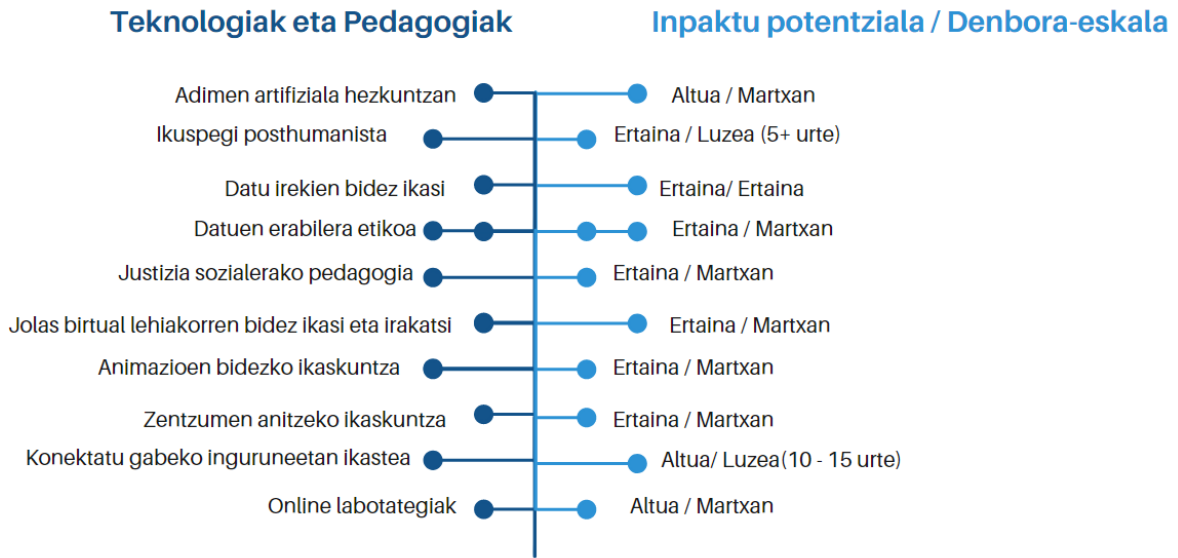 Teknologiak eta Pedagogiak Inpaktu potentziala / Denbora-eskala
Adimen artifiziala hezkuntzan Altua / Martxan
Ikuspegi posthumanista Ertaina / Luzea (5+ urte)
Datu irekien bidez ikasi Ertaina/ Ertaina
Datuen erabilera etikoa Ertaina / Martxan
Justizia sozialerako pedagogia Ertaina / Martxan
Jolas birtual lehiakorren bidez ikasi eta irakatsi Ertaina / Martxan
Animazioen bidezko ikaskuntza Ertaina / Martxan
Zentzumen anitzeko ikaskuntza Ertaina / Martxan
Konektatu gabeko inguruneetan ikastea Altua/ Luzea(10 - 15 urte)
Online labotategiak Altua / Martxan